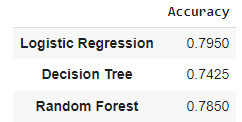 Accuracy
Logistic Regression 0.7950
Decision Tree 0.7425
Random Forest 0.7850